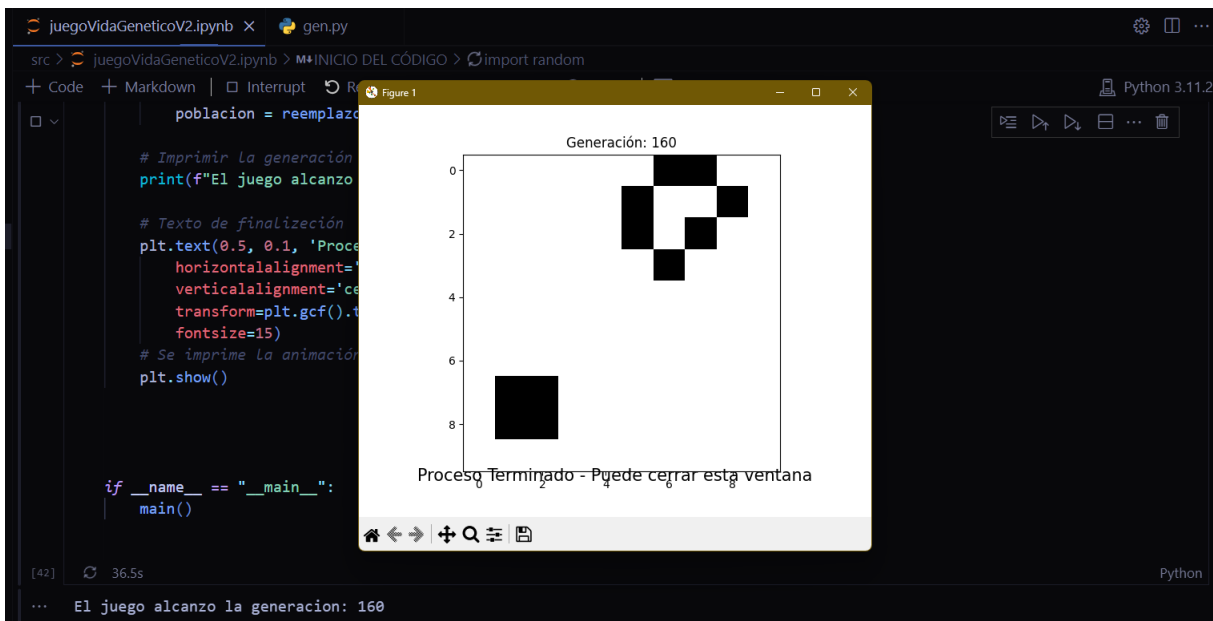 juegoVidaGeneticoV2.ipynb
gen.py
src > juegoVidaGeneticoV2.ipynb > M↓INICIO DEL CÓDIGO > import random
+ Code + Markdown | Interrupt
Python 3.11.2
poblacion = reemplazo
# Imprimir la generación
print(f"El juego alcanzo
# Texto de finalizeción
plt.text(0.5, 0.1, 'Proce
horizontalalignment='
verticalalignment='ce
transform=plt.gcf().t
fontsize=15)
# Se imprime la animación
plt.show()
if __name__ == "__main__":
main()
[42] 36.5s
Python
... El juego alcanzo la generacion: 160
Figure 1
Generación: 160
0
2
4
6
8
0 2 4 6 8
Proceso Terminado - Puede cerrar esta ventana